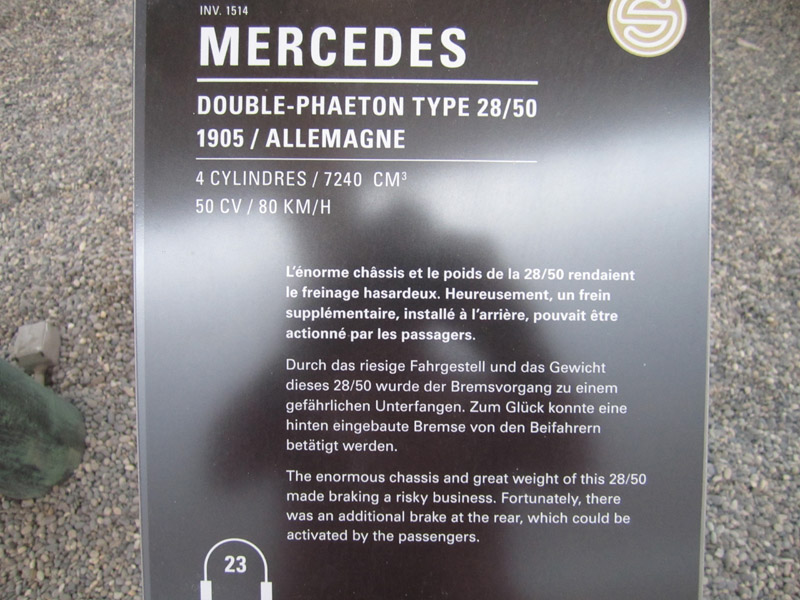 INV. 1514
S
MERCEDES
DOUBLE-PHAETON TYPE 28/50
1905 / ALLEMAGNE
4 CYLINDRES / 7240 CM³
50 CV / 80 KM/H
L'énorme châssis et le poids de la 28/50 rendaient
le freinage hasardeux. Heureusement, un frein
supplémentaire, installé à l'arrière, pouvait être
actionné par les passagers.
Durch das riesige Fahrgestell und das Gewicht
dieses 28/50 wurde der Bremsvorgang zu einem
gefährlichen Unterfangen. Zum Glück konnte eine
hinten eingebaute Bremse von den Beifahrern
betätigt werden.
The enormous chassis and great weight of this 28/50
made braking a risky business. Fortunately, there
was an additional brake at the rear, which could be
activated by the passengers.
23